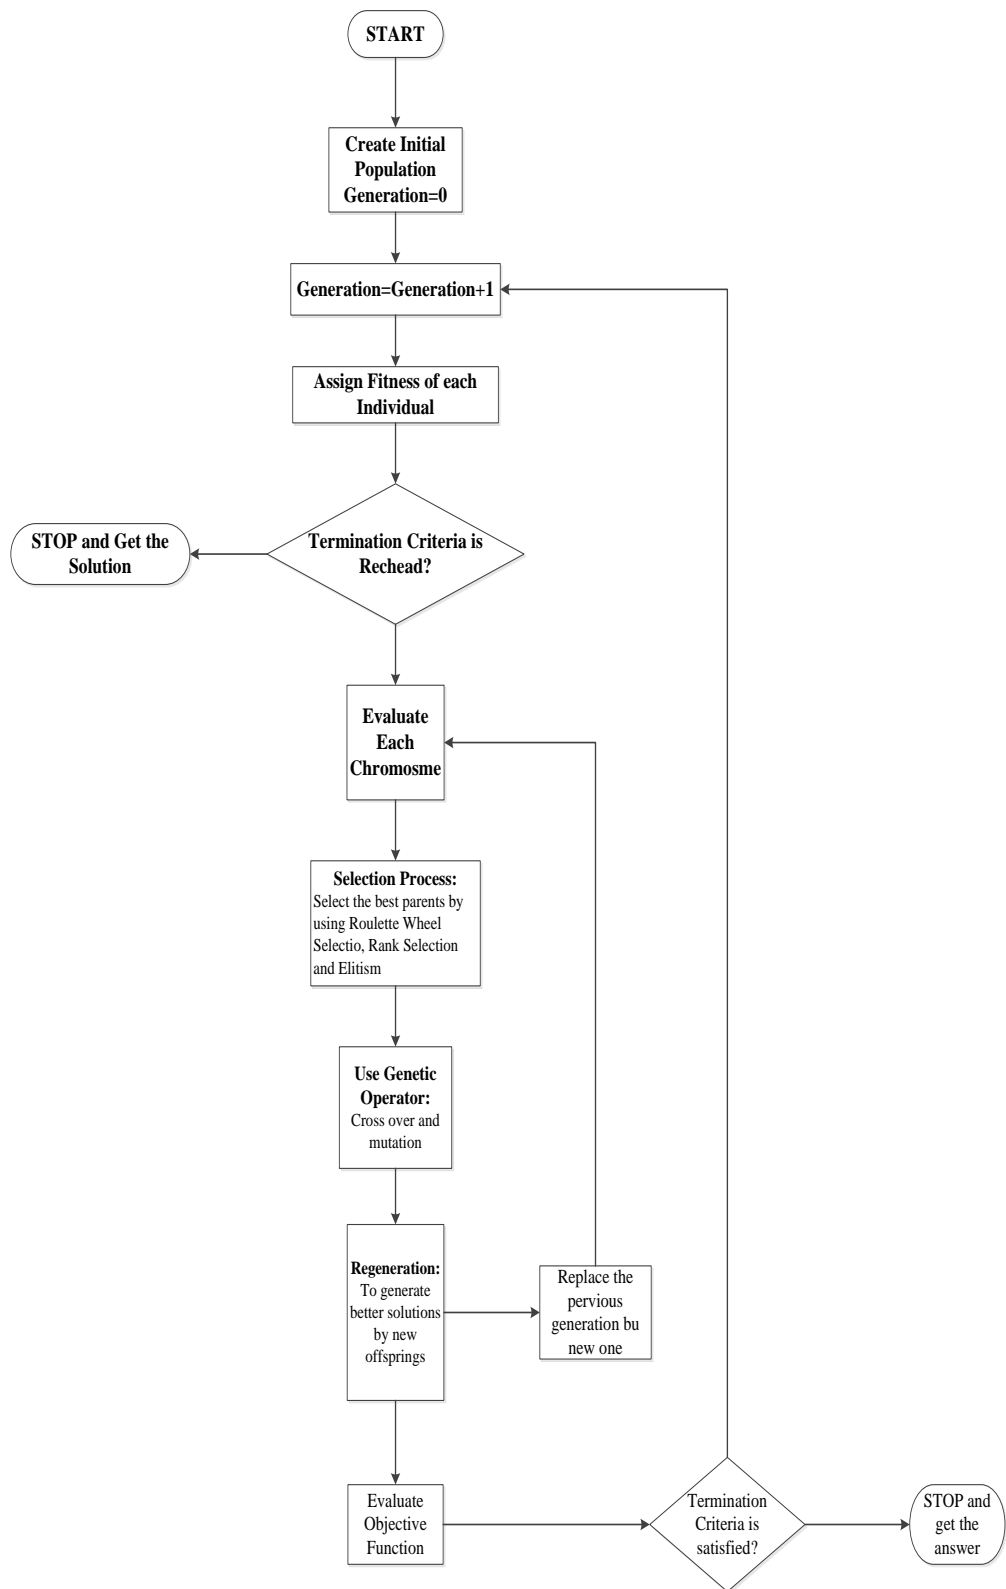 START
Create Initial
Population
Generation=0
Generation=Generation+1
Assign Fitness of each
Individual
Termination Criteria is
Rechead?
STOP and Get the
Solution
Evaluate
Each
Chromosme
Selection Process:
Select the best parents by
using Roulette Wheel
Selectio, Rank Selection
and Elitism
Use Genetic
Operator:
Cross over and
mutation
Regeneration:
To generate
better solutions
by new
offsprings
Replace the
pervious
generation bu
new one
Evaluate
Objective
Function
Termination
Criteria is
satisfied?
STOP and
get the
answer